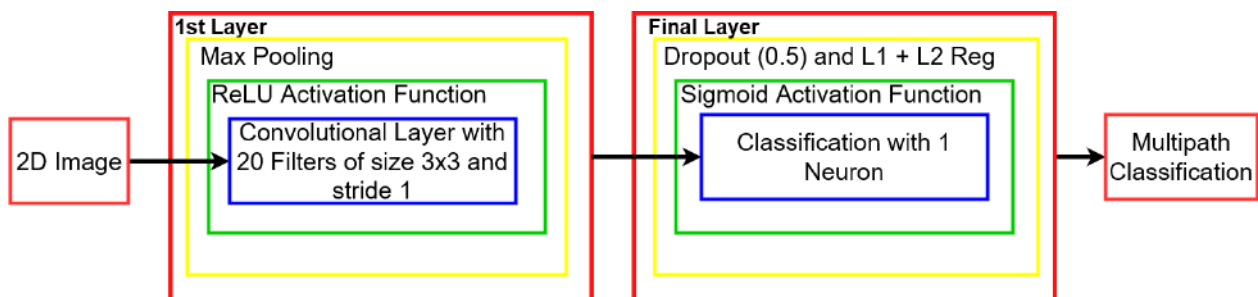 1st Layer
Max Pooling
ReLU Activation Function
Convolutional Layer with
20 Filters of size 3x3 and
stride 1
2D Image
Final Layer
Dropout (0.5) and L1 + L2 Reg
Sigmoid Activation Function
Classification with 1
Neuron
Multipath
Classification